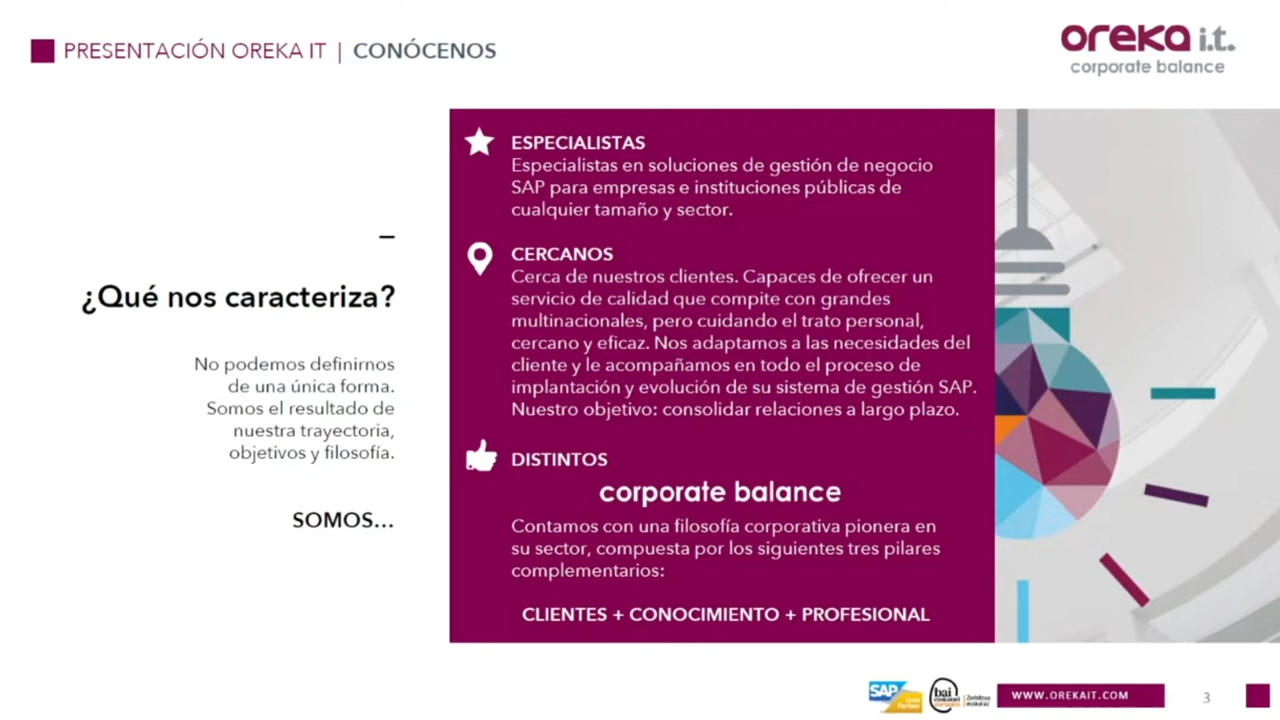 PRESENTACIÓN OREKA IT | CONÓCENOS
oreka i.t.
corporate balance
–
¿Qué nos caracteriza?
No podemos definirnos
de una única forma.
Somos el resultado de
nuestra trayectoria,
objetivos y filosofía.
SOMOS...
ESPECIALISTAS
Especialistas en soluciones de gestión de negocio
SAP para empresas e instituciones públicas de
cualquier tamaño y sector.
CERCANOS
Cerca de nuestros clientes. Capaces de ofrecer un
servicio de calidad que compite con grandes
multinacionales, pero cuidando el trato personal,
cercano y eficaz. Nos adaptamos a las necesidades del
cliente y le acompañamos en todo el proceso de
implantación y evolución de su sistema de gestión SAP.
Nuestro objetivo: consolidar relaciones a largo plazo.
DISTINTOS
corporate balance
Contamos con una filosofía corporativa pionera en
su sector, compuesta por los siguientes tres pilares
complementarios:
CLIENTES + CONOCIMIENTO + PROFESIONAL
SAP
Partner
bai
WWW.OREKAIT.COM
3